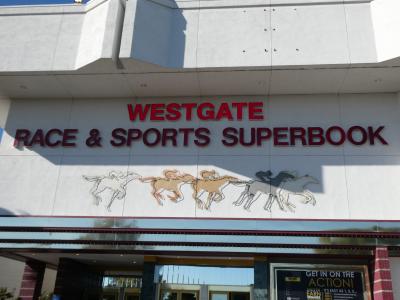 WESTGATE
RACE & SPORTS SUPERBOOK
GET IN ON THE
ACTION!